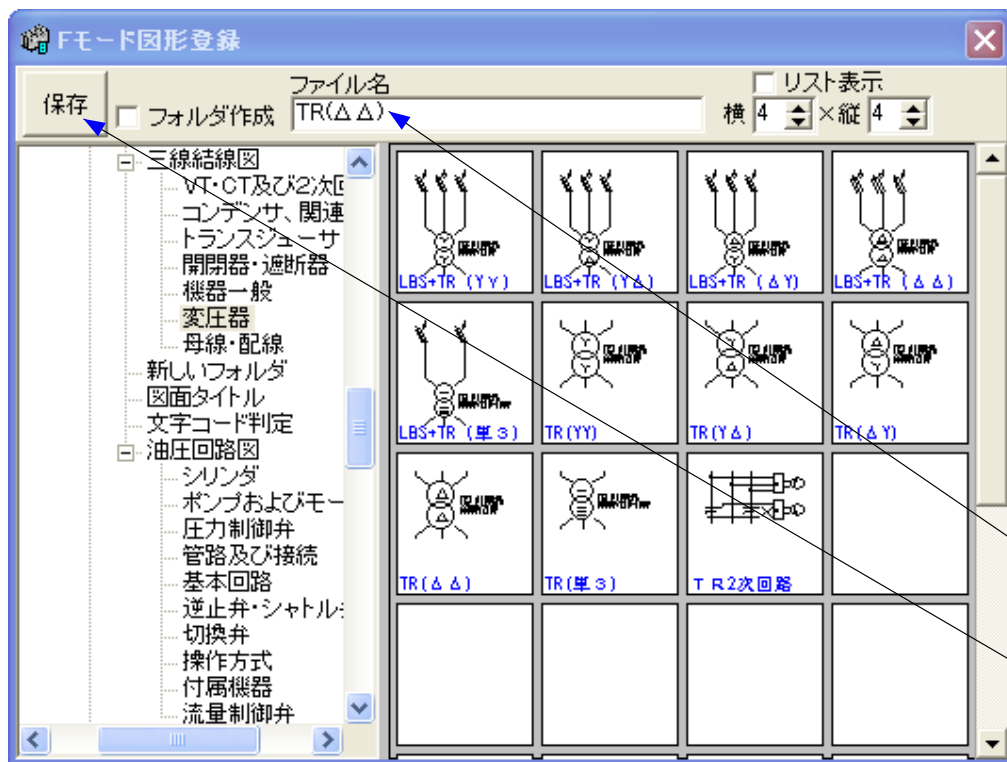 Fモード図形登録
保存
フォルダ作成
ファイル名
TR(Δ Δ)
リスト表示
横 4 ×縦 4
三線結線図
VT・CT及び2次回
コンデンサ、関連
トランスジューサ
開閉器・遮断器
機器一般
変圧器
母線・配線
新しいフォルダ
図面タイトル
文字コード判定
油圧回路図
シリンダ
ポンプおよびモー
圧力制御弁
管路及び接続
基本回路
逆止弁・シャトル
切換弁
操作方式
付属機器
流量制御弁
LBS+TR (YY)
LBS+TR (YΔ)
LBS+TR (ΔY)
LBS+TR (Δ Δ)
LBS+TR (単3)
TR(YY)
TR(YΔ)
TR(ΔY)
TR(Δ Δ)
TR(単3)
TR2次回路